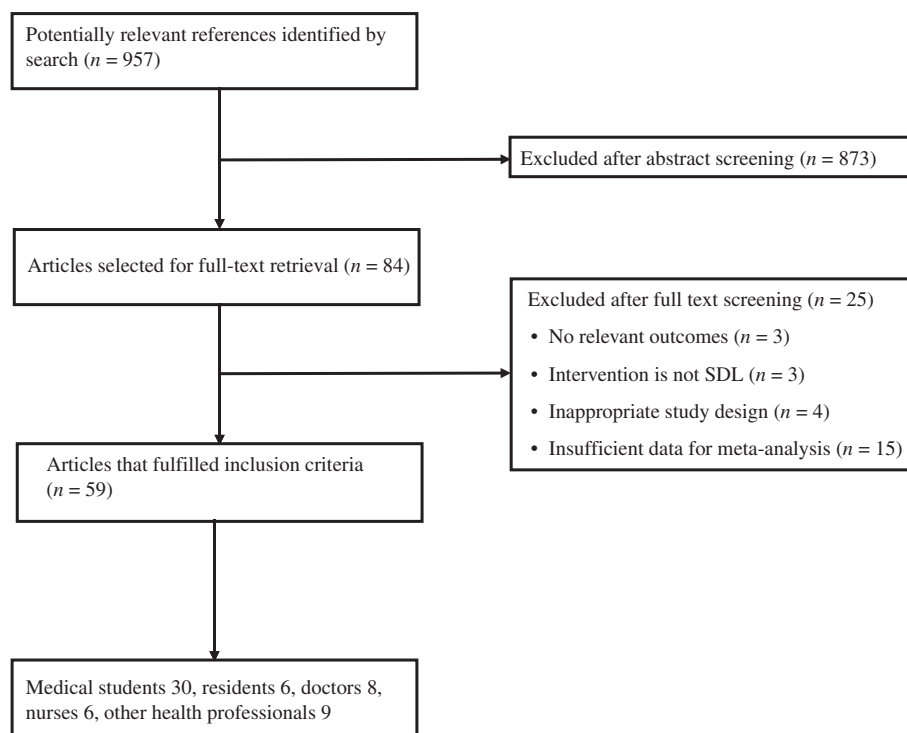 Potentially relevant references identified by
search (n = 957)
Excluded after abstract screening (n = 873)
Articles selected for full-text retrieval (n = 84)
Excluded after full text screening (n = 25)
• No relevant outcomes (n = 3)
• Intervention is not SDL (n = 3)
• Inappropriate study design (n = 4)
• Insufficient data for meta-analysis (n = 15)
Articles that fulfilled inclusion criteria
(n = 59)
Medical students 30, residents 6, doctors 8,
nurses 6, other health professionals 9